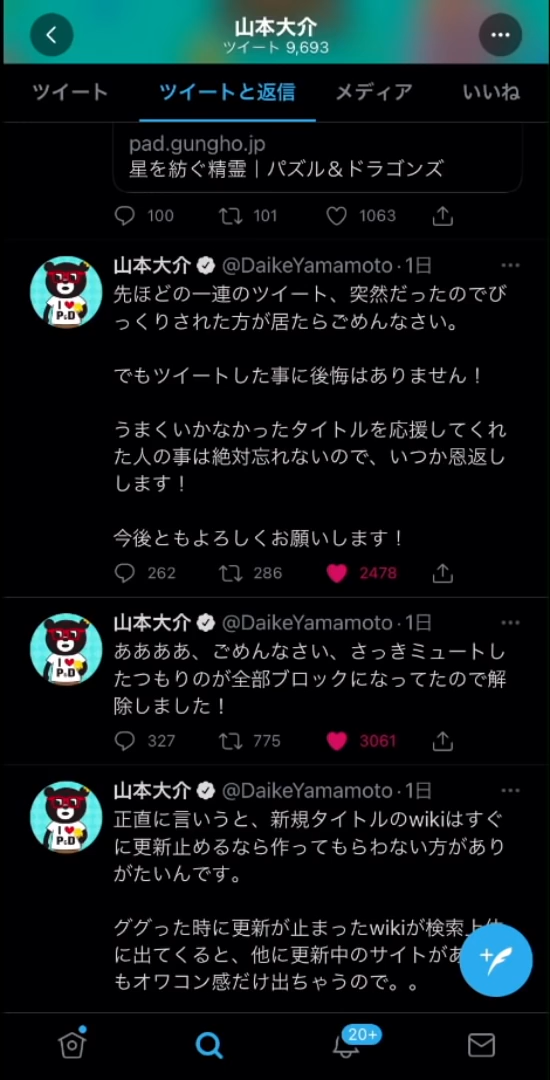 山本大介
ツイート 9,693
ツイート ツイートと返信 メディア いいね
pad.gungho.jp
星を紡ぐ精霊｜パズル＆ドラゴンズ
100 101 1063
山本大介 @DaikeYamamoto·1日
先ほどの一連のツイート、突然だったのでび
っくりされた方が居たらごめんなさい。
でもツイートした事に後悔はありません！
うまくいかなかったタイトルを応援してくれ
た人の事は絶対忘れないので、いつか恩返し
します！
今後ともよろしくお願いします！
262 286 2478
山本大介 @DaikeYamamoto·1日
ああああ、ごめんなさい、さっきミュートし
たつもりのが全部ブロックになってたので解
除しました！
327 775 3061
山本大介 @DaikeYamamoto·1日
正直に言いうと、新規タイトルのwikiはすぐ
に更新止めるなら作ってもらわない方があり
がたいんです。
ググった時に更新が止まったwikiが検索上
に出てくると、他に更新中のサイトがあ
もオワコン感だけ出ちゃうので。。
20+
I ❤ P&D
I ❤ P&D
I ❤ P&D